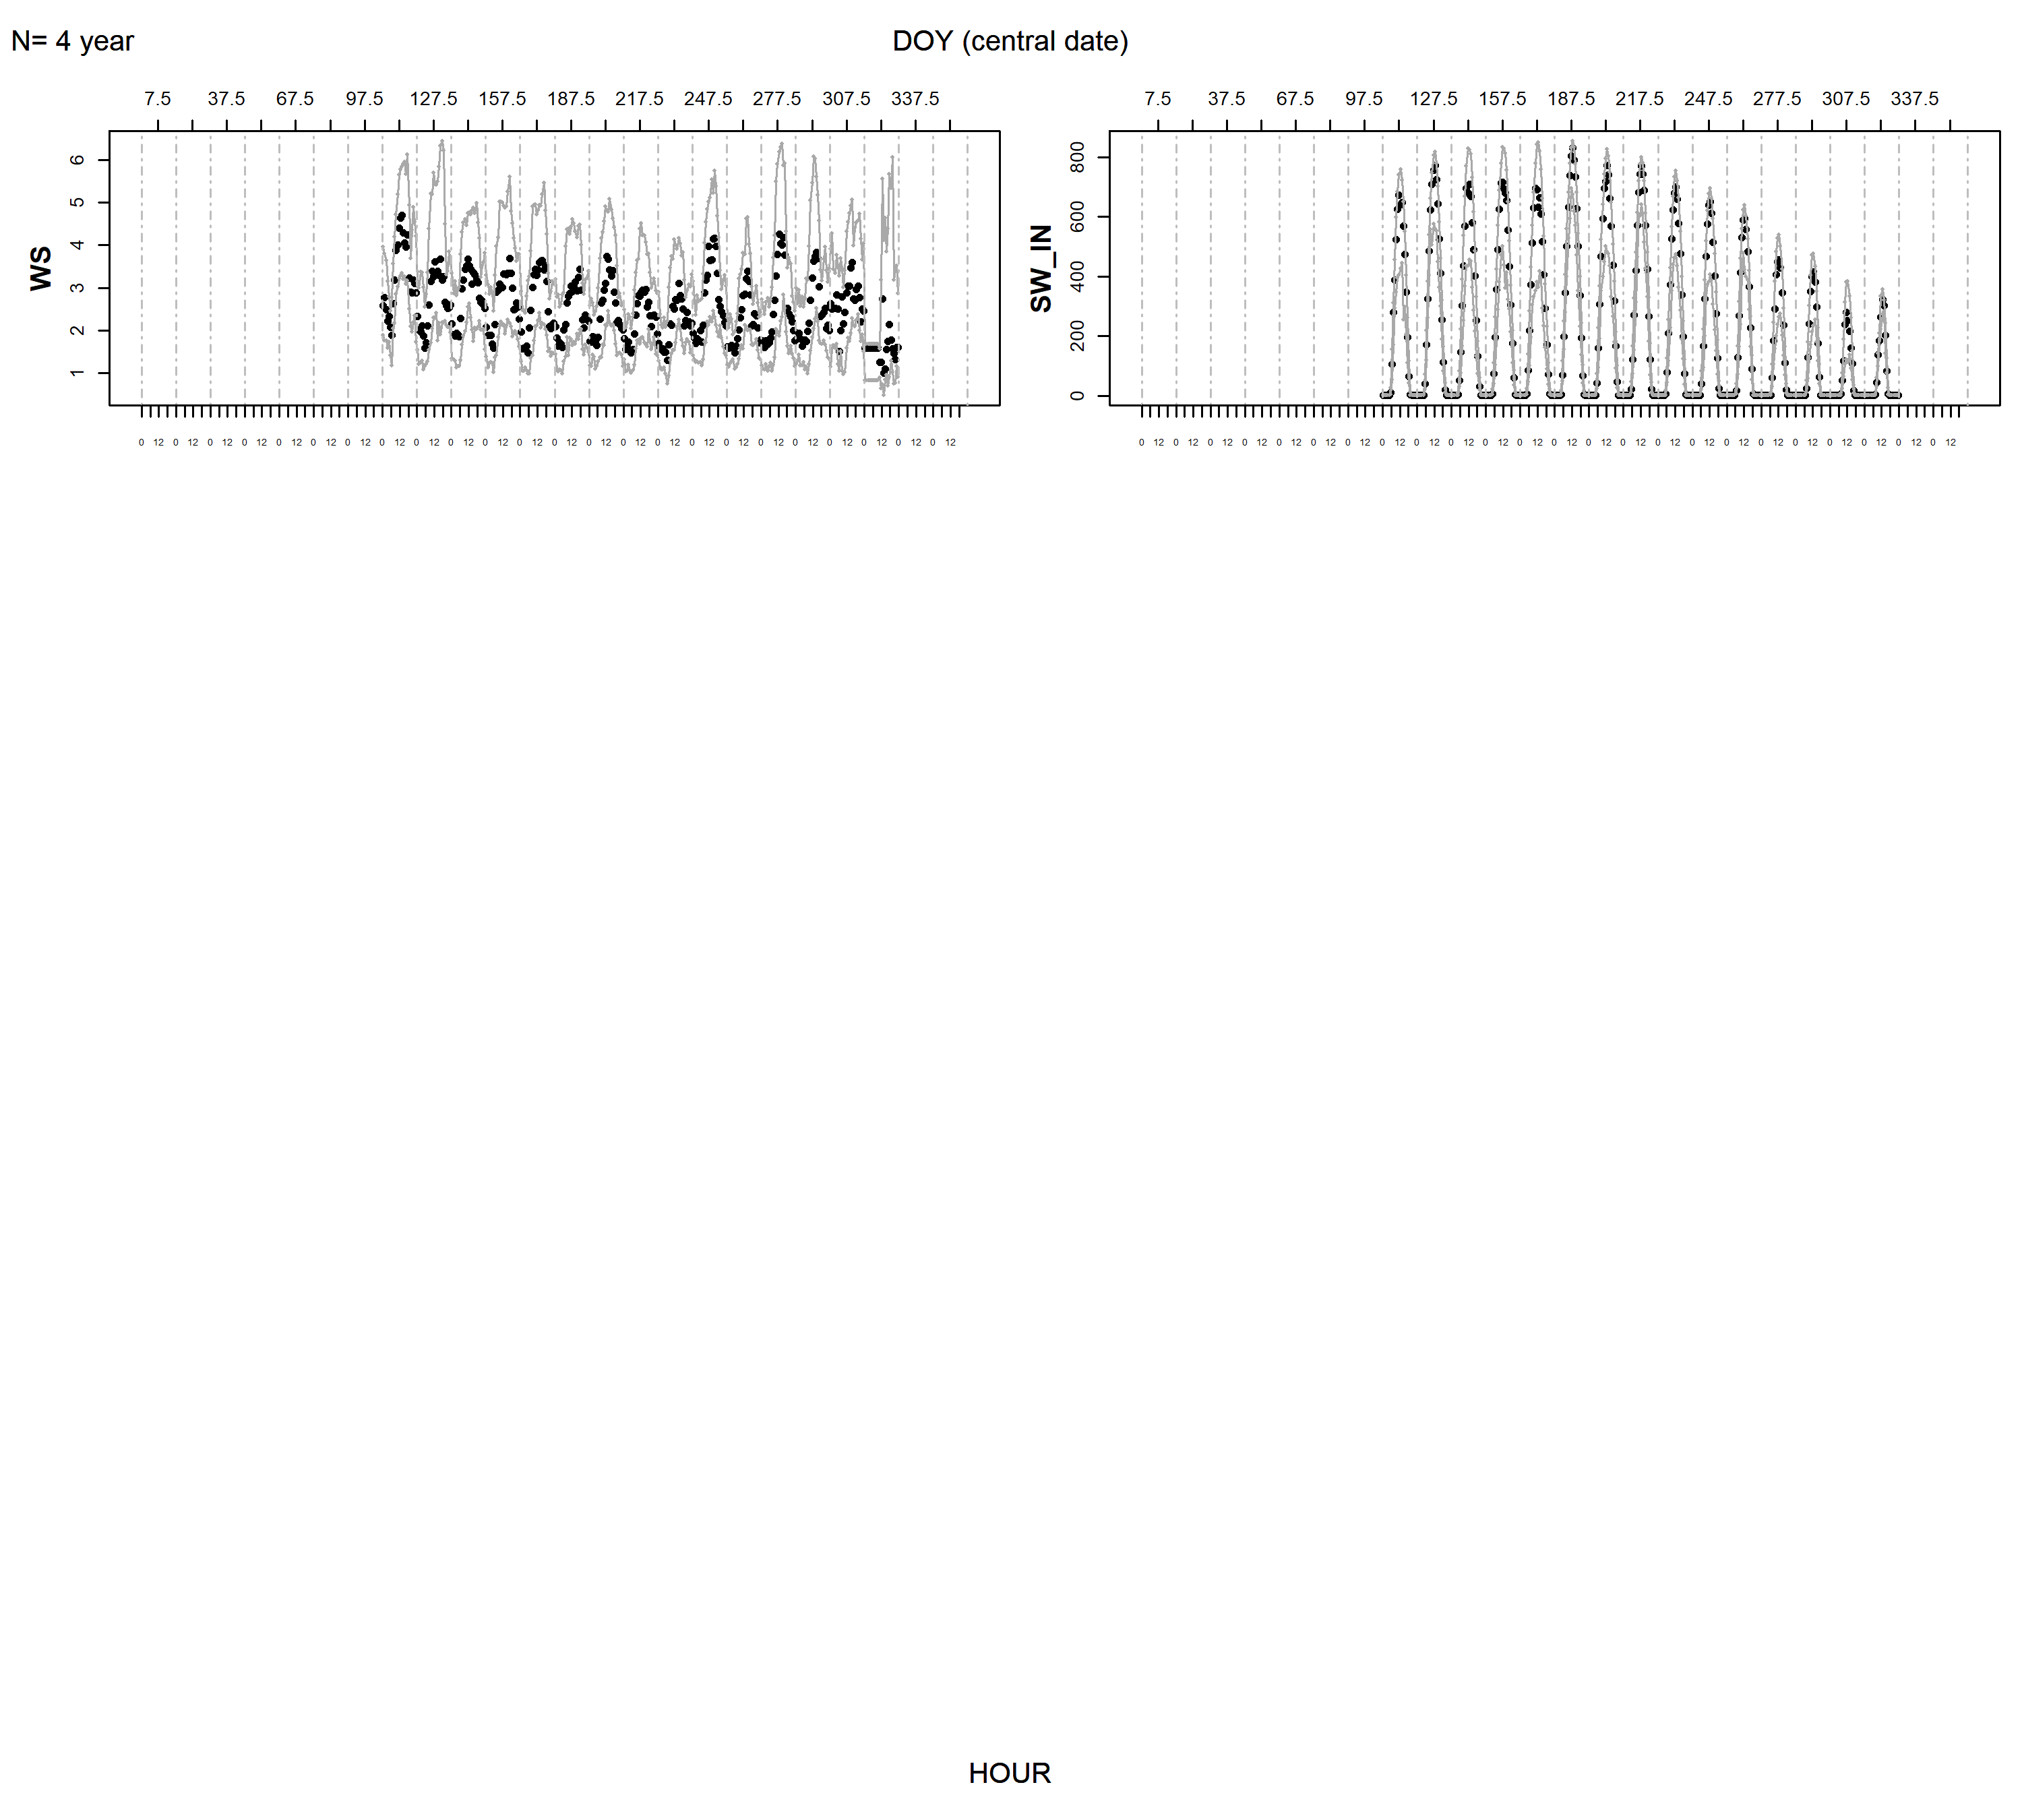 N= 4 year
DOY (central date)
7.5 37.5 67.5 97.5 127.5 157.5 187.5 217.5 247.5 277.5 307.5 337.5
7.5 37.5 67.5 97.5 127.5 157.5 187.5 217.5 247.5 277.5 307.5 337.5
WS
6
5
4
3
2
1
SW_IN
800
600
400
200
0
0 12 0 12 0 12 0 12 0 12 0 12 0 12 0 12 0 12 0 12 0 12 0 12 0 12 0 12 0 12 0 12 0 12 0 12 0 12 0 12 0 12 0 12 0 12 0 12
0 12 0 12 0 12 0 12 0 12 0 12 0 12 0 12 0 12 0 12 0 12 0 12 0 12 0 12 0 12 0 12 0 12 0 12 0 12 0 12 0 12 0 12 0 12 0 12
HOUR